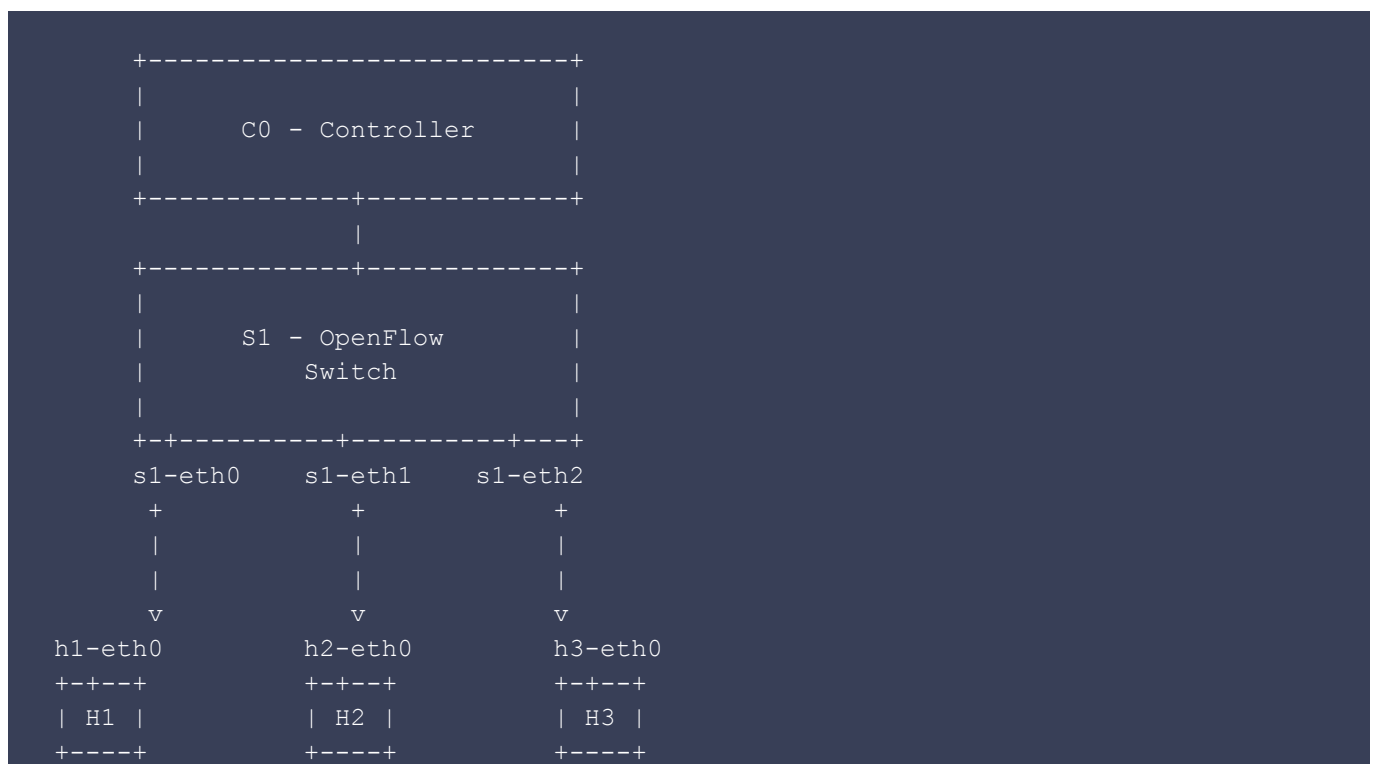 +---------------------------+
|                           |
|      C0 - Controller      |
|                           |
+-------------+-------------+
              |
+-------------+-------------+
|                           |
|      S1 - OpenFlow        |
|          Switch           |
|                           |
+-+----------+----------+---+
s1-eth0    s1-eth1    s1-eth2
+            +            +
|            |            |
|            |            |
v            v            v
h1-eth0         h2-eth0         h3-eth0
+-+--+          +-+--+          +-+--+
| H1 |          | H2 |          | H3 |
+----+          +----+          +----+